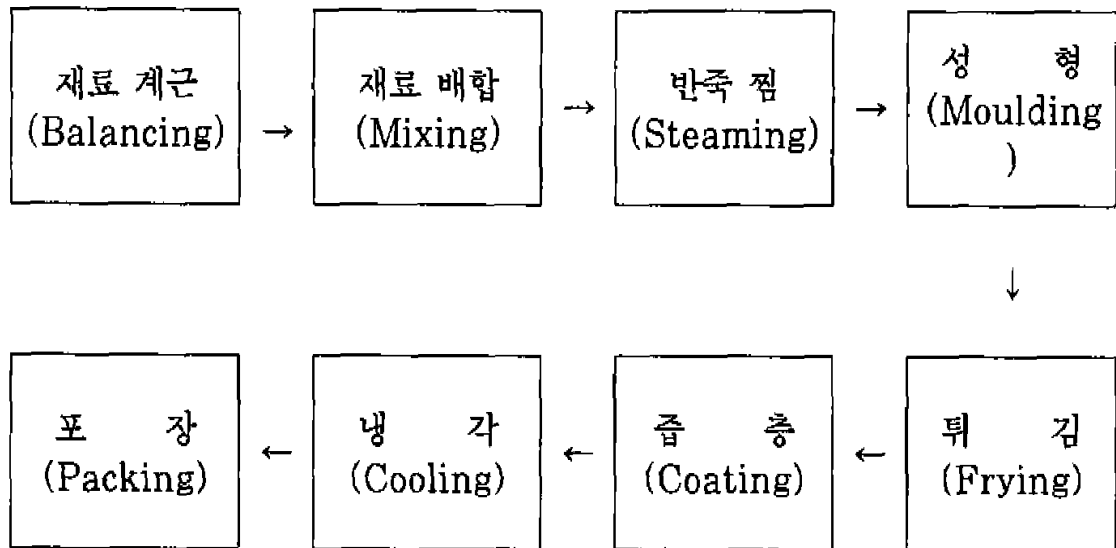 재료 계근
(Balancing)
→
재료 배합
(Mixing)
→
반죽 찜
(Steaming)
→
성 형
(Moulding
)
↓
포 장
(Packing)
←
냉 각
(Cooling)
←
즙 층
(Coating)
←
튀 김
(Frying)